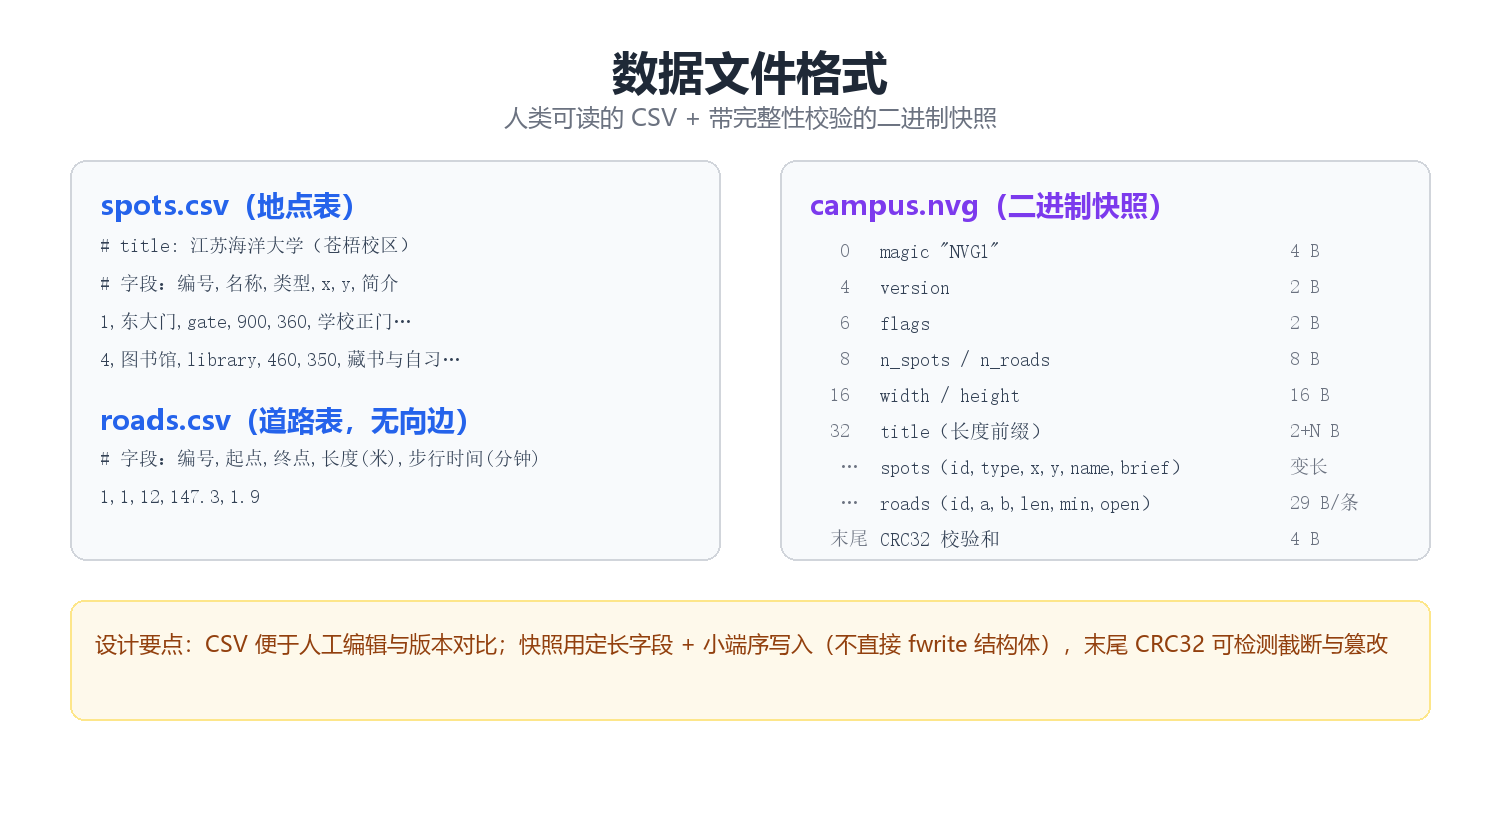 数据文件格式
人类可读的 CSV + 带完整性校验的二进制快照
spots.csv（地点表）
# title: 江苏海洋大学（苍梧校区）
# 字段：编号,名称,类型,x,y,简介
1,东大门,gate,900,360,学校正门…
4,图书馆,library,460,350,藏书与自习…
roads.csv（道路表，无向边）
# 字段：编号,起点,终点,长度(米),步行时间(分钟)
1,1,12,147.3,1.9
campus.nvg（二进制快照）
0 magic "NVG1" 4 B
4 version 2 B
6 flags 2 B
8 n_spots / n_roads 8 B
16 width / height 16 B
32 title（长度前缀） 2+N B
… spots（id,type,x,y,name,brief） 变长
… roads（id,a,b,len,min,open） 29 B/条
末尾 CRC32 校验和 4 B
设计要点：CSV 便于人工编辑与版本对比；快照用定长字段 + 小端序写入（不直接 fwrite 结构体），末尾 CRC32 可检测截断与篡改